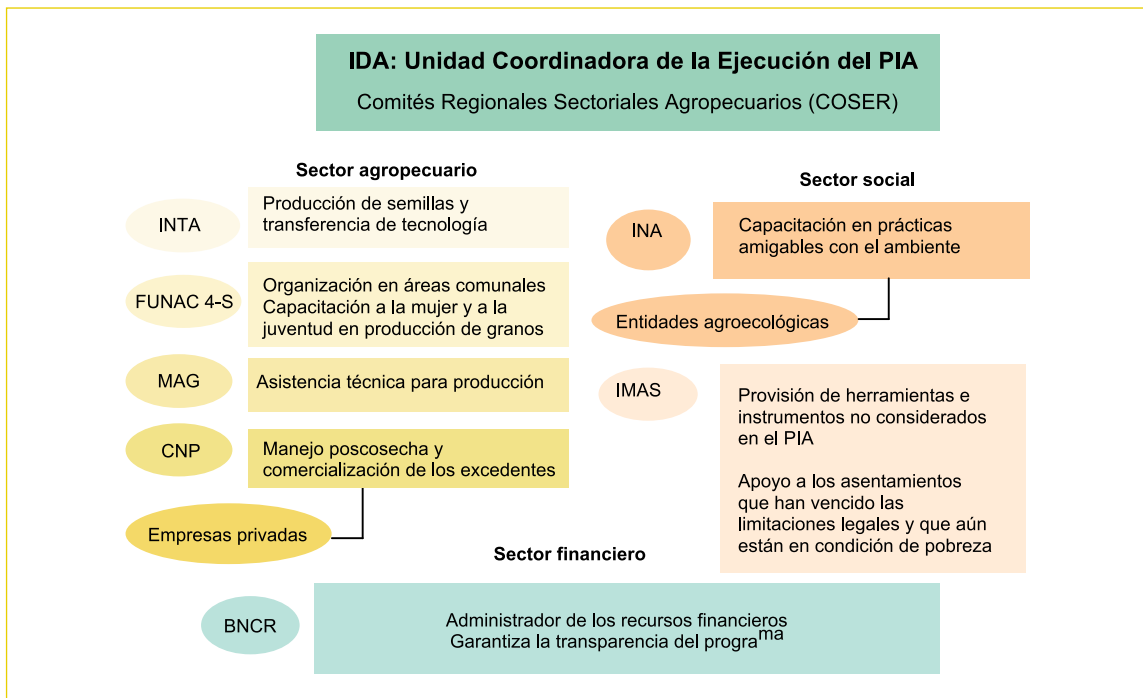 IDA: Unidad Coordinadora de la Ejecución del PIA
Comités Regionales Sectoriales Agropecuarios (COSER)
Sector agropecuario
INTA
Producción de semillas y
transferencia de tecnología
FUNAC 4-S
Organización en áreas comunales
Capacitación a la mujer y a la
juventud en producción de granos
MAG
Asistencia técnica para producción
CNP
Manejo poscosecha y
comercialización de los excedentes
Empresas privadas
Sector social
INA
Capacitación en prácticas
amigables con el ambiente
Entidades agroecológicas
IMAS
Provisión de herramientas e
instrumentos no considerados
en el PIA
Apoyo a los asentamientos
que han vencido las
limitaciones legales y que aún
están en condición de pobreza
Sector financiero
BNCR
Administrador de los recursos financieros
Garantiza la transparencia del programa